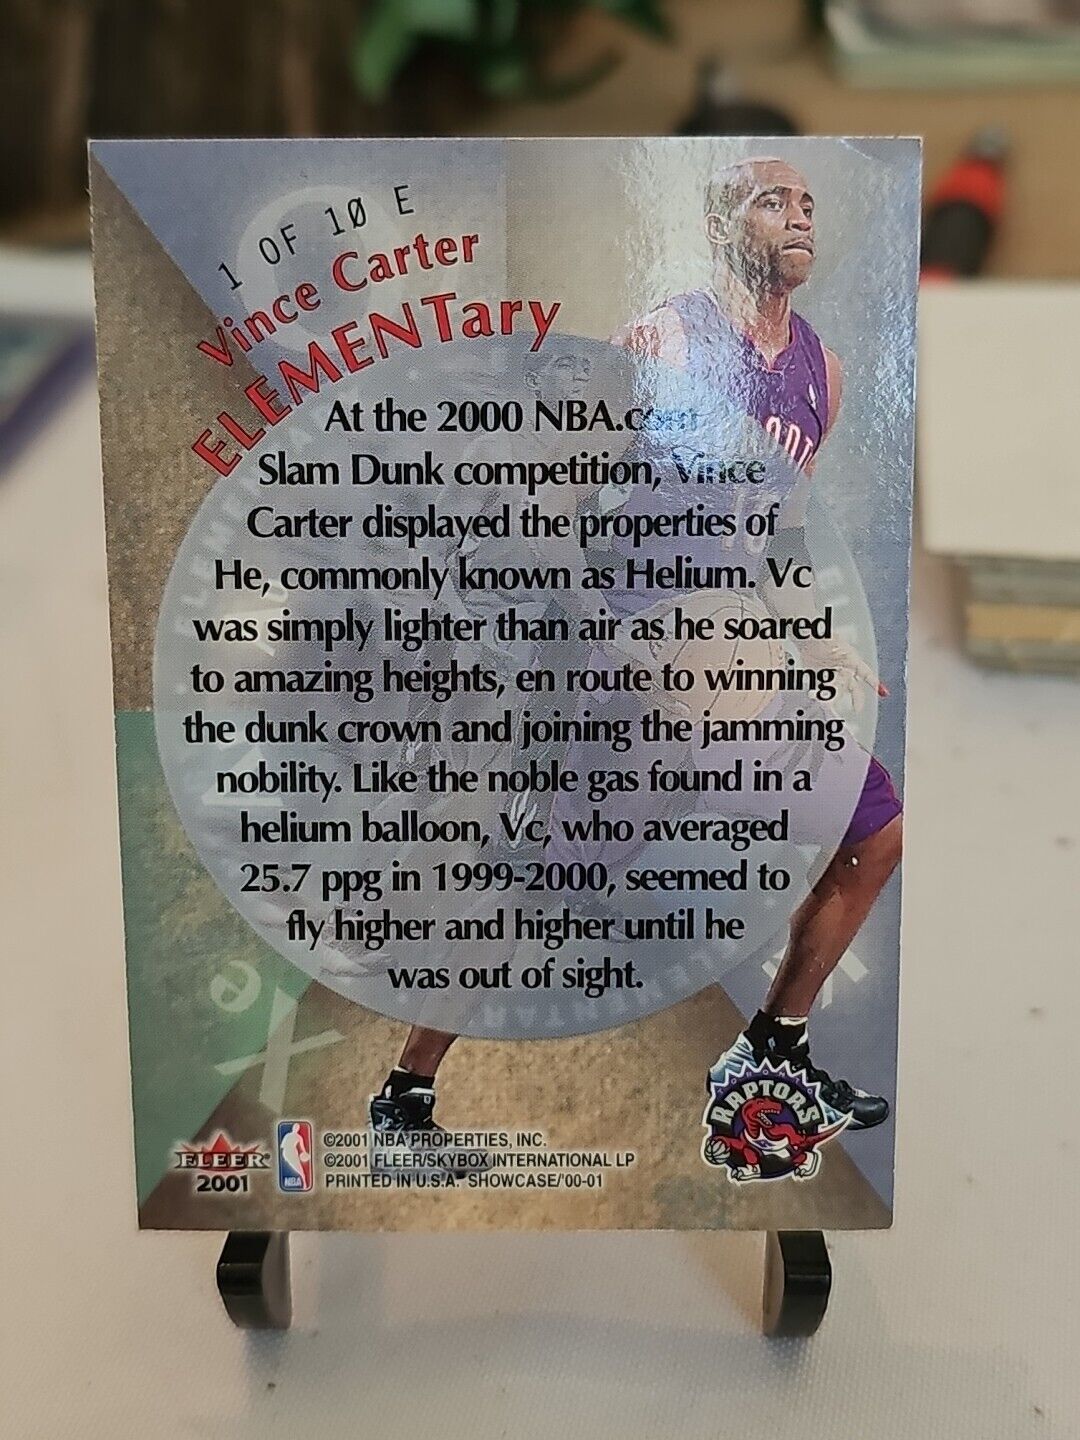 1 OF 10 E
Vince Carter
ELEMENTary
At the 2000 NBA.com
Slam Dunk competition, Vince
Carter displayed the properties of
He, commonly known as Helium. Vc
was simply lighter than air as he soared
to amazing heights, en route to winning
the dunk crown and joining the jamming
nobility. Like the noble gas found in a
helium balloon, Vc, who averaged
25.7 ppg in 1999-2000, seemed to
fly higher and higher until he
was out of sight.
TORONTO
RAPTORS
FLEER
2001
NBA
©2001 NBA PROPERTIES, INC.
©2001 FLEER/SKYBOX INTERNATIONAL LP
PRINTED IN U.S.A. SHOWCASE/'00-01